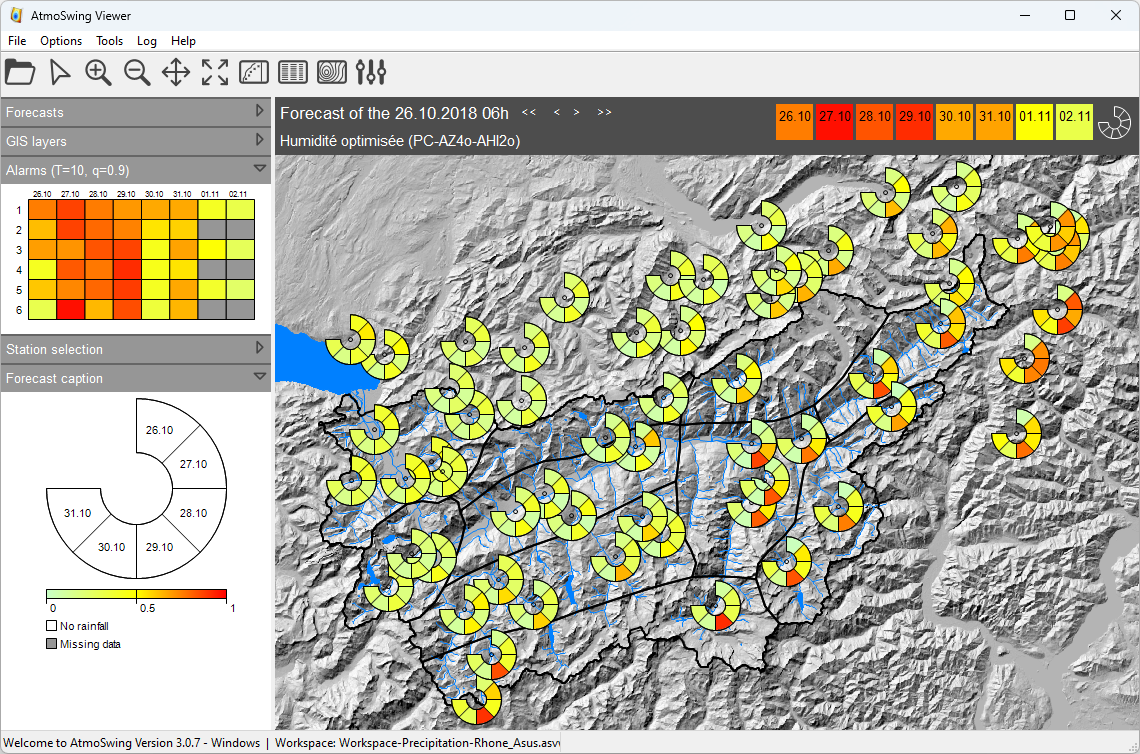 AtmoSwing Viewer
File Options Tools Log Help
Forecasts
GIS layers
Alarms (T=10, q=0.9)
26.10 27.10 28.10 29.10 30.10 31.10 01.11 02.11
1
2
3
4
5
6
Station selection
Forecast caption
26.10
27.10
31.10 28.10
30.10 29.10
0 0.5 1
No rainfall
Missing data
Forecast of the 26.10.2018 06h << < > >>
Humidité optimisée (PC-AZ4o-AHI2o)
26.10 27.10 28.10 29.10 30.10 31.10 01.11 02.11
Welcome to AtmoSwing Version 3.0.7 - Windows | Workspace: Workspace-Precipitation-Rhone_Asus.asv